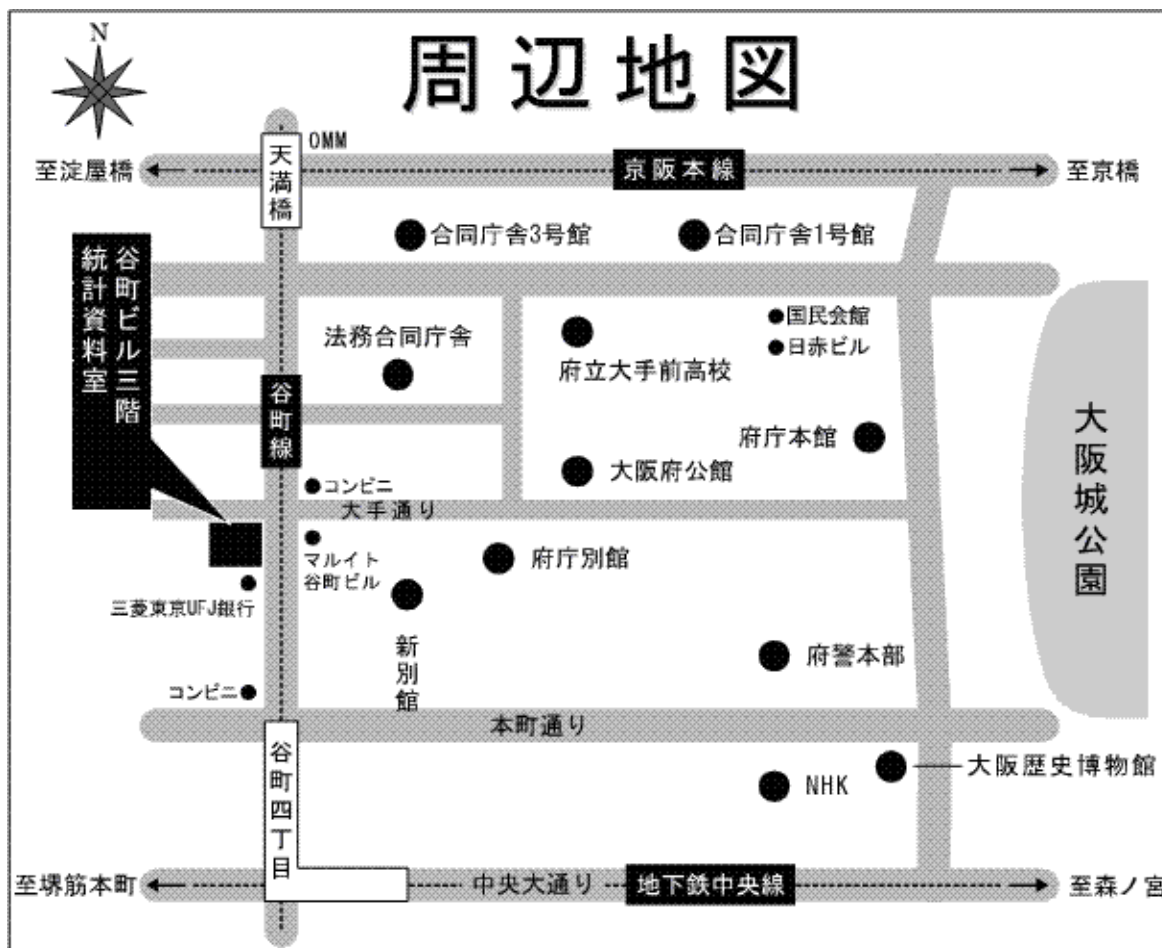 N
周辺地図
OMM
天満橋
京阪本線
至淀屋橋
至京橋
合同庁舎3号館
合同庁舎1号館
谷町ビル三階
統計資料室
国民会館
法務合同庁舎
日赤ビル
府立大手前高校
谷町線
大阪城公園
府庁本館
大阪府公館
コンビニ
大手通り
マルイト
谷町ビル
府庁別館
三菱東京UFJ銀行
新別館
府警本部
コンビニ
本町通り
谷町四丁目
大阪歴史博物館
NHK
至堺筋本町
中央大通り
地下鉄中央線
至森ノ宮